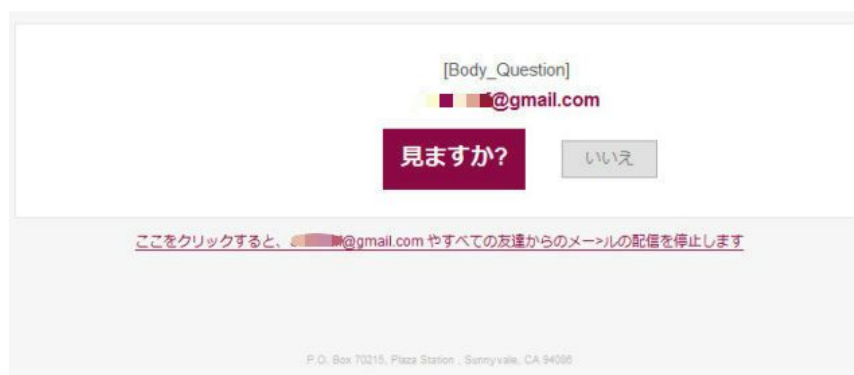 [Body_Question]
@gmail.com
見ますか?
いいえ
ここをクリックすると、 @gmail.com やすべての友達からのメー>ルの配信を停止します
P.O. Box 70215, Plaza Station , Sunnyvale, CA 94086